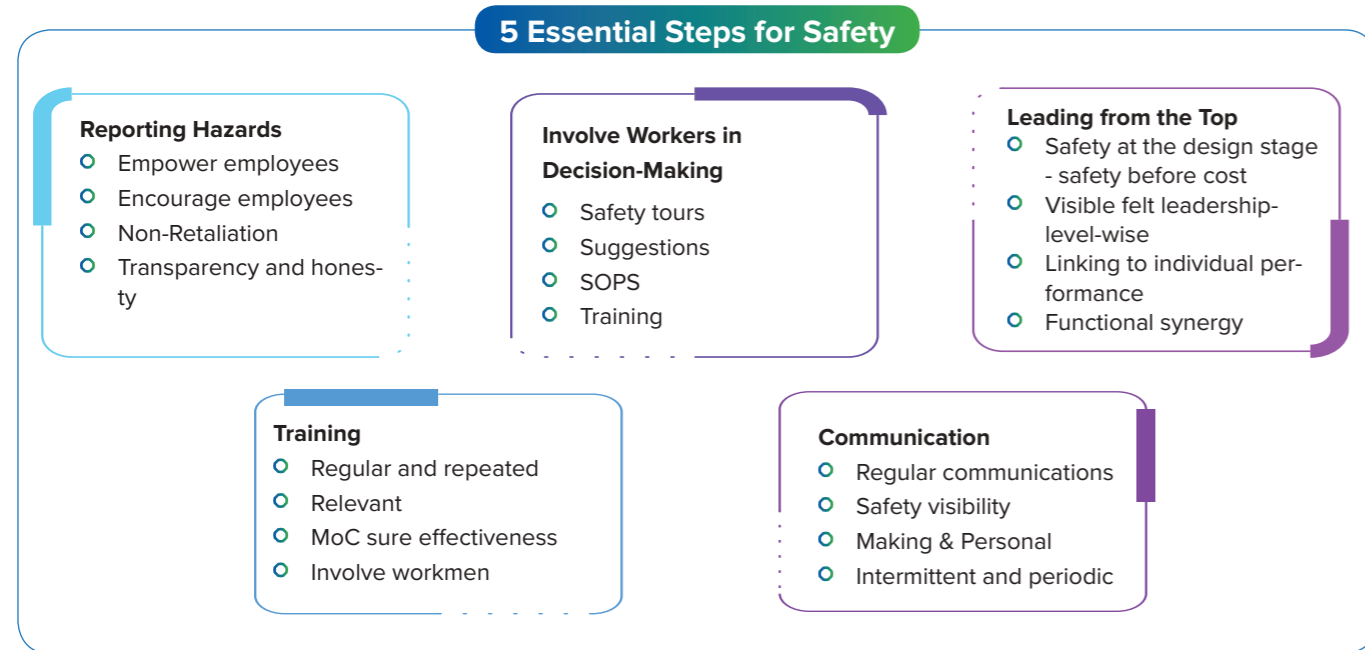 5 Essential Steps for Safety
Reporting Hazards
Empower employees
Encourage employees
Non-Retaliation
Transparency and hones-
ty
Involve Workers in
Decision-Making
Safety tours
Suggestions
SOPS
Training
Leading from the Top
Safety at the design stage
- safety before cost
Visible felt leadership-
level-wise
Linking to individual per-
formance
Functional synergy
Training
Regular and repeated
Relevant
MoC sure effectiveness
Involve workmen
Communication
Regular communications
Safety visibility
Making & Personal
Intermittent and periodic